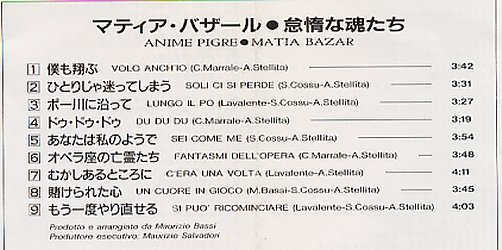 マティア・バザール●怠惰な魂たち
ANIME PIGRE●MATIA BAZAR
1 僕も翔ぶ VOLO ANCH'IO (C.Marrale-A.Stellita) 3:42
2 ひとりじゃ迷ってしまう SOLI CI SI PERDE (S.Cossu-A.Stellita) 3:31
3 ポー川に沿って LUNGO IL PO (Lavalente-S.Cossu-A.Stellita) 3:27
4 ドゥ・ドゥ・ドゥ DU DU DU (C.Marrale-A.Stellita) 3:19
5 あなたは私のようで SEI COME ME (S.Cossu-A.Stellita) 3:54
6 オペラ座の亡霊たち FANTASMI DELL'OPERA (C.Marrale-A.Stellita) 3:48
7 むかしあるところに C'ERA UNA VOLTA (Lavalente-A.Stellita) 4:11
8 賭けられた心 UN CUORE IN GIOCO (M.Bassi-S.Cossu-A.Stellita) 3:45
9 もう一度やり直せる SI PUO' RICOMINCIARE (Lavalente-S.Cossu-A.Stellita) 4:03
Prodotto e arrangiato da Maurizio Bassi
Produttore esecutivo: Maurizio Salvadori